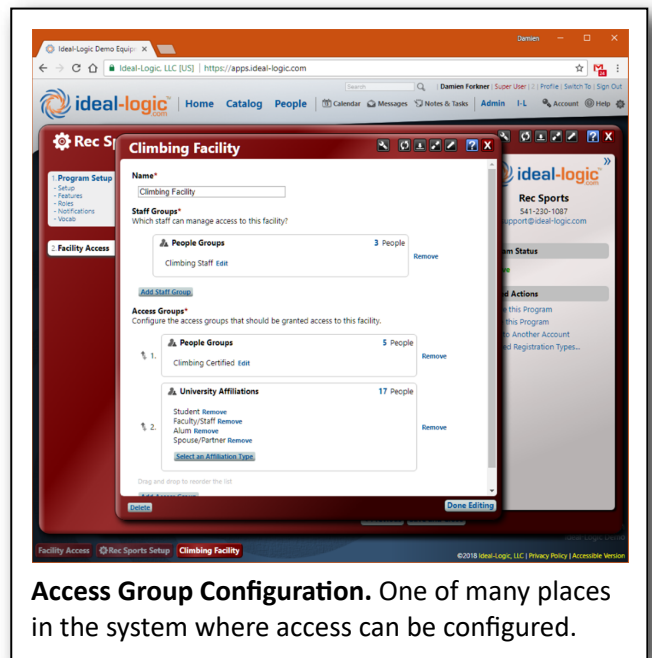 Damien
Ideal-Logic Demo Equip
Ideal-Logic, LLC [US] | https://apps.ideal-logic.com
Search
Damien Forkner | Super User | | Profile | Switch To | Sign Out
ideal-logic.com Home Catalog People Calendar Messages Notes & Tasks Admin I-L Account Help
Rec Sp
1. Program Setup
- Setup
- Features
- Roles
- Notifications
- Vocab
2. Facility Access
Climbing Facility
Name*
Climbing Facility
Staff Groups*
Which staff can manage access to this facility?
People Groups 3 People
Climbing Staff Edit
Remove
Add Staff Group
Access Groups*
Configure the access groups that should be granted access to this facility.
1. People Groups 5 People
Climbing Certified Edit
Remove
2. University Affiliations 17 People
Student Remove
Faculty/Staff Remove
Alum Remove
Spouse/Partner Remove
Remove
Select an Affiliation Type
Drag and drop to reorder the list
Add Access Group
Delete Done Editing
ideal-logic.com
Rec Sports
541-230-1087
upport@ideal-logic.com
am Status
e
d Actions
e this Program
this Program
to Another Account
ed Registration Types...
Facility Access Rec Sports Setup Climbing Facility
©2018 Ideal-Logic, LLC | Privacy Policy | Accessible Version
Access Group Configuration. One of many places
in the system where access can be configured.